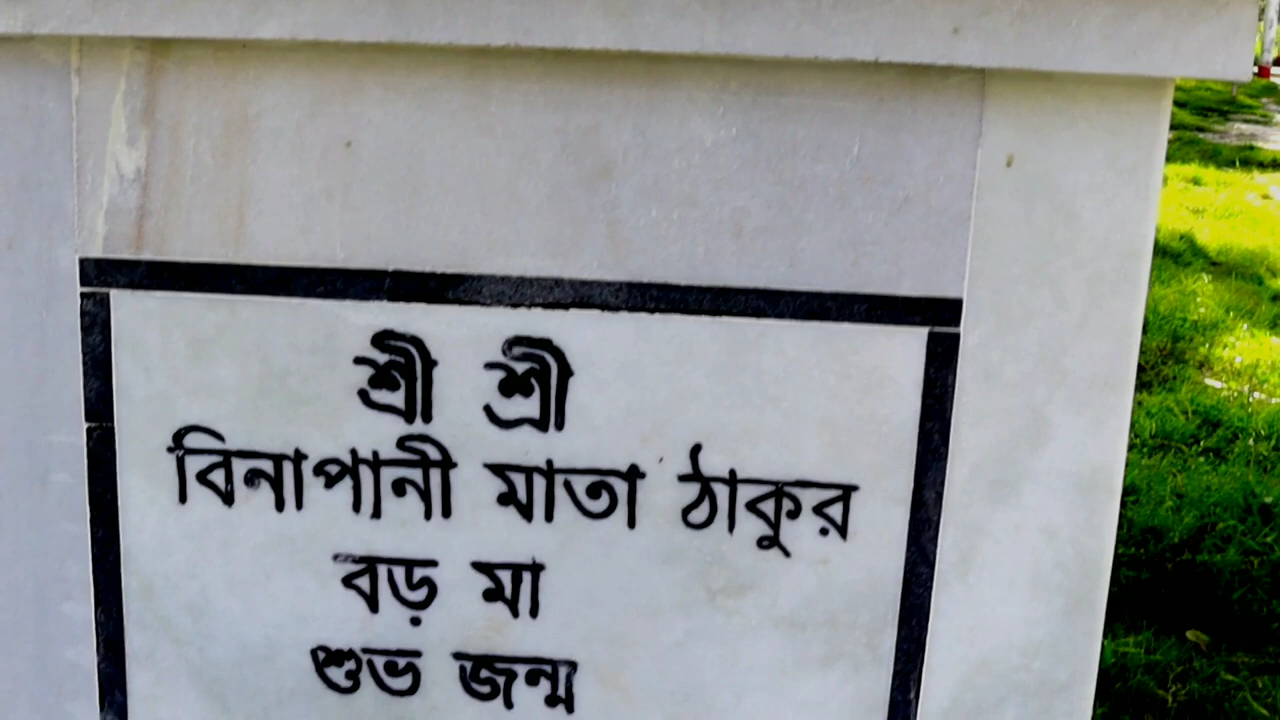 শ্রী শ্রী
বিনাপানী মাতা ঠাকুর
বড় মা
শুভ জন্ম